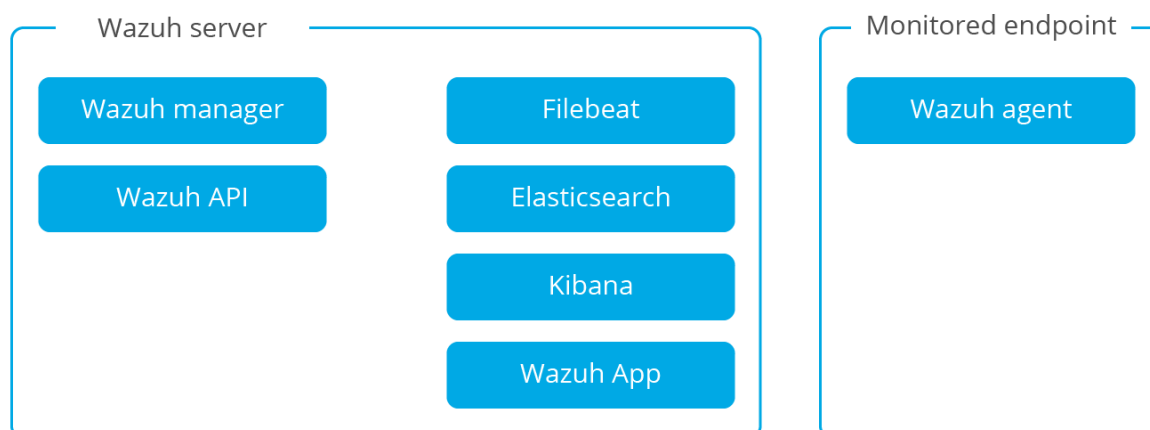 Wazuh server
Wazuh manager
Wazuh API
Filebeat
Elasticsearch
Kibana
Wazuh App
Monitored endpoint
Wazuh agent